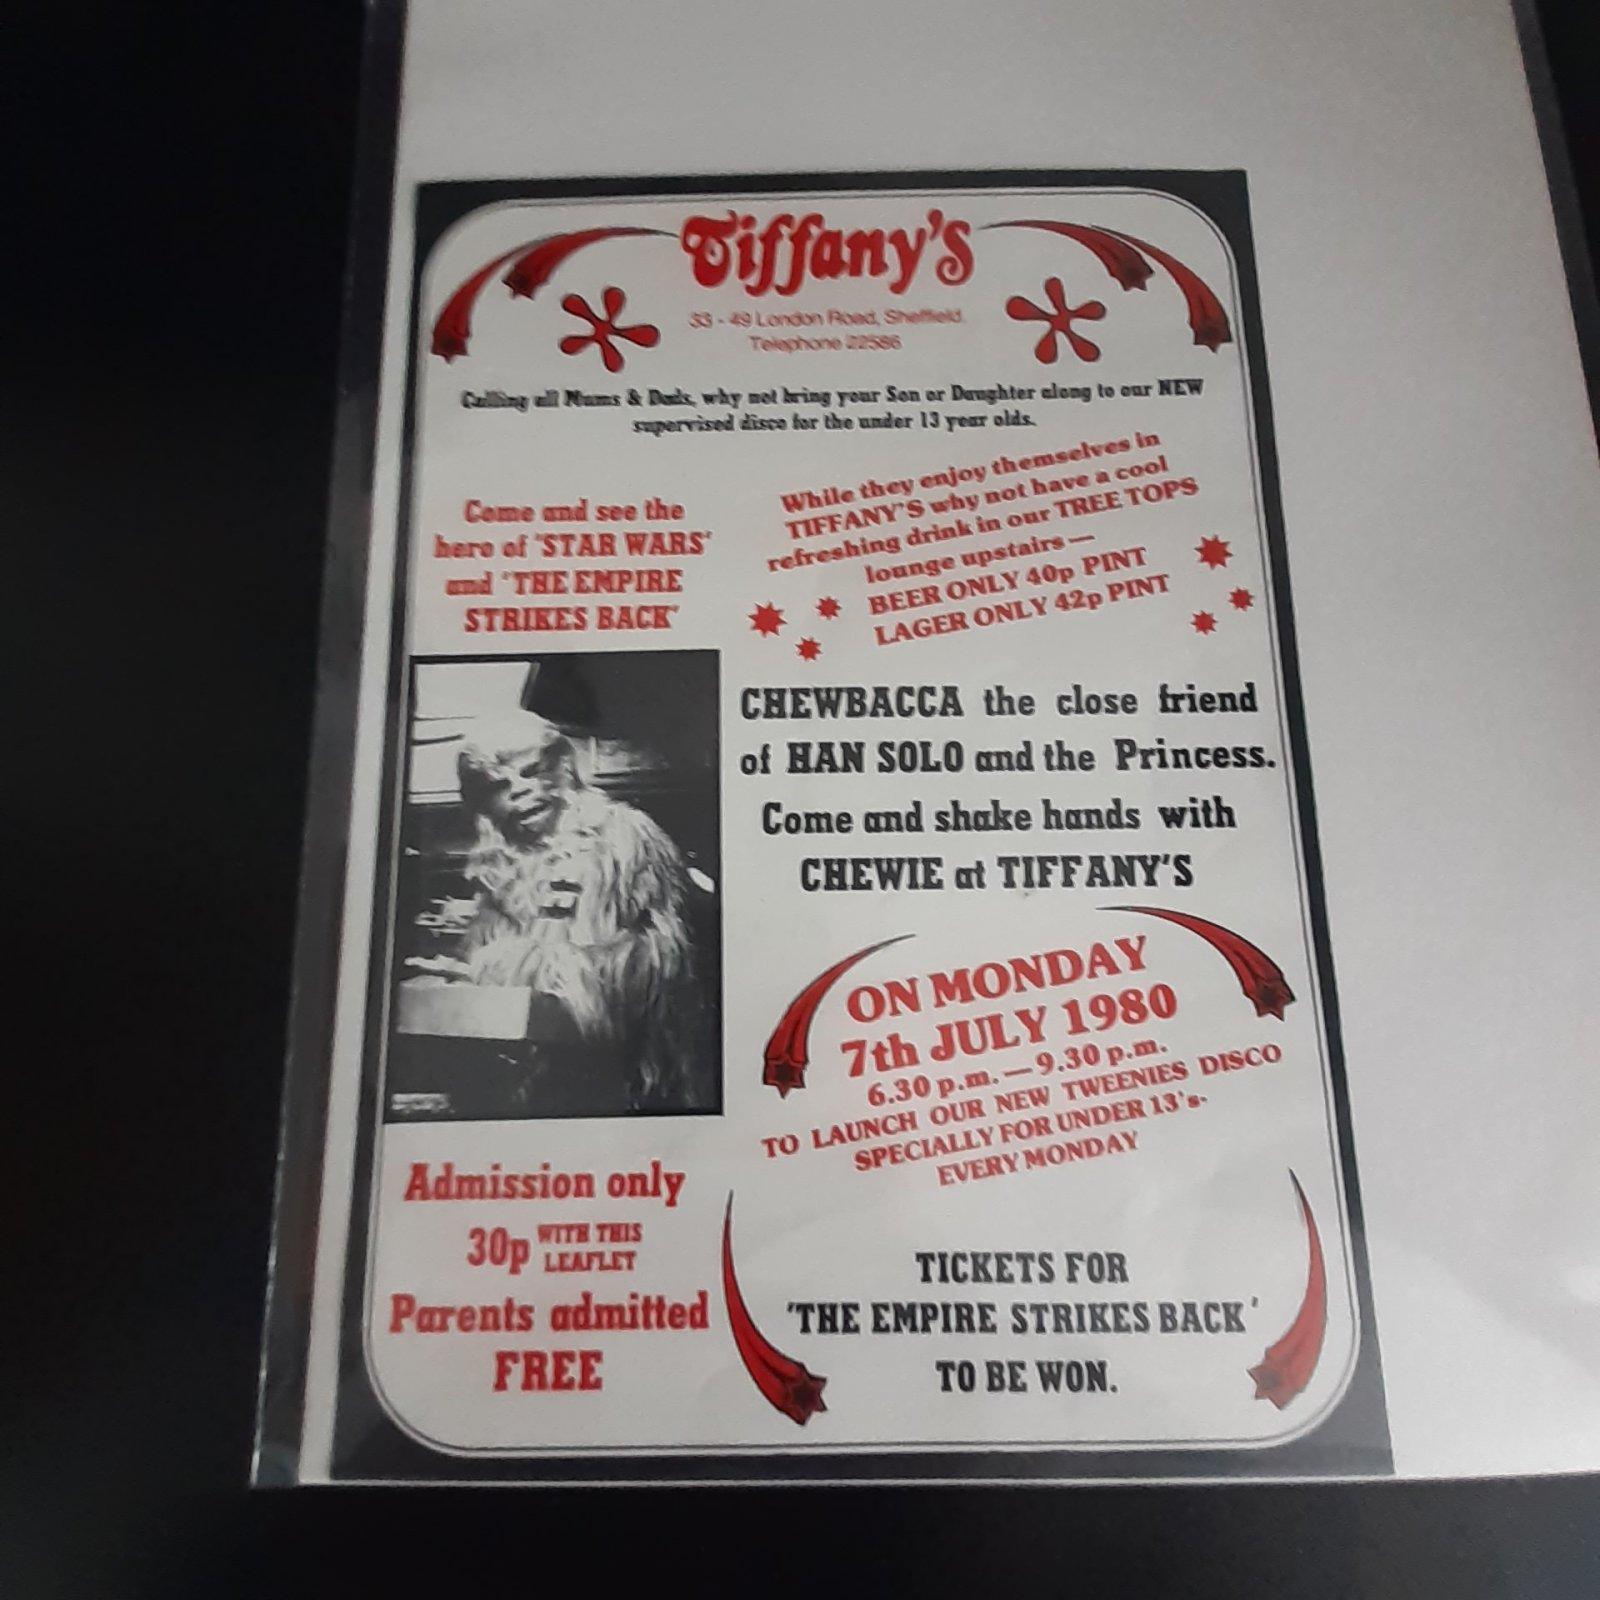 Tiffany's
33 - 49 London Road, Sheffield.
Telephone 22586
Calling all Mums & Dads, why not bring your Son or Daughter along to our NEW
supervised disco for the under 13 year olds.
Come and see the
hero of 'STAR WARS'
and 'THE EMPIRE
STRIKES BACK'
While they enjoy themselves in
TIFFANY'S why not have a cool
refreshing drink in our TREE TOPS
lounge upstairs —
BEER ONLY 40p PINT
LAGER ONLY 42p PINT
CHEWBACCA the close friend
of HAN SOLO and the Princess.
Come and shake hands with
CHEWIE at TIFFANY'S
ON MONDAY
7th JULY 1980
6.30 p.m. — 9.30 p.m.
TO LAUNCH OUR NEW TWEENIES DISCO
SPECIALLY FOR UNDER 13's.
EVERY MONDAY
Admission only
30p WITH THIS
LEAFLET
Parents admitted
FREE
TICKETS FOR
'THE EMPIRE STRIKES BACK'
TO BE WON.